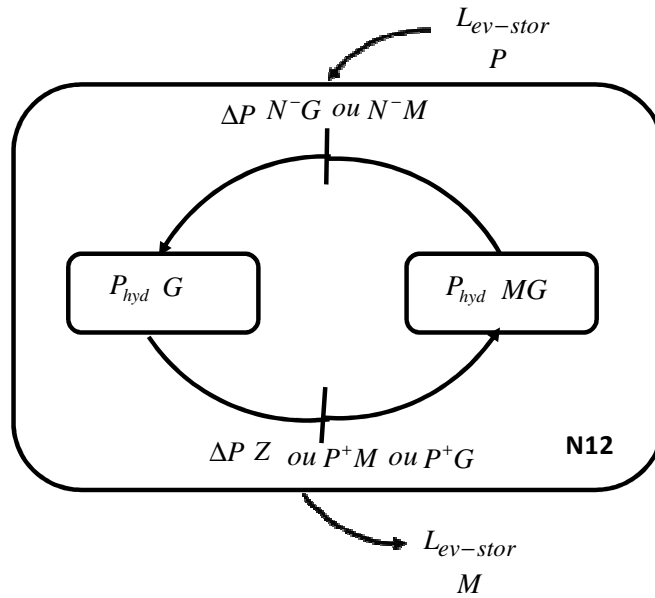 L_{ev−stor}
P
ΔP N⁻G ou N⁻M
P_{hyd} G
P_{hyd} MG
ΔP Z ou P⁺M ou P⁺G
N12
L_{ev−stor}
M